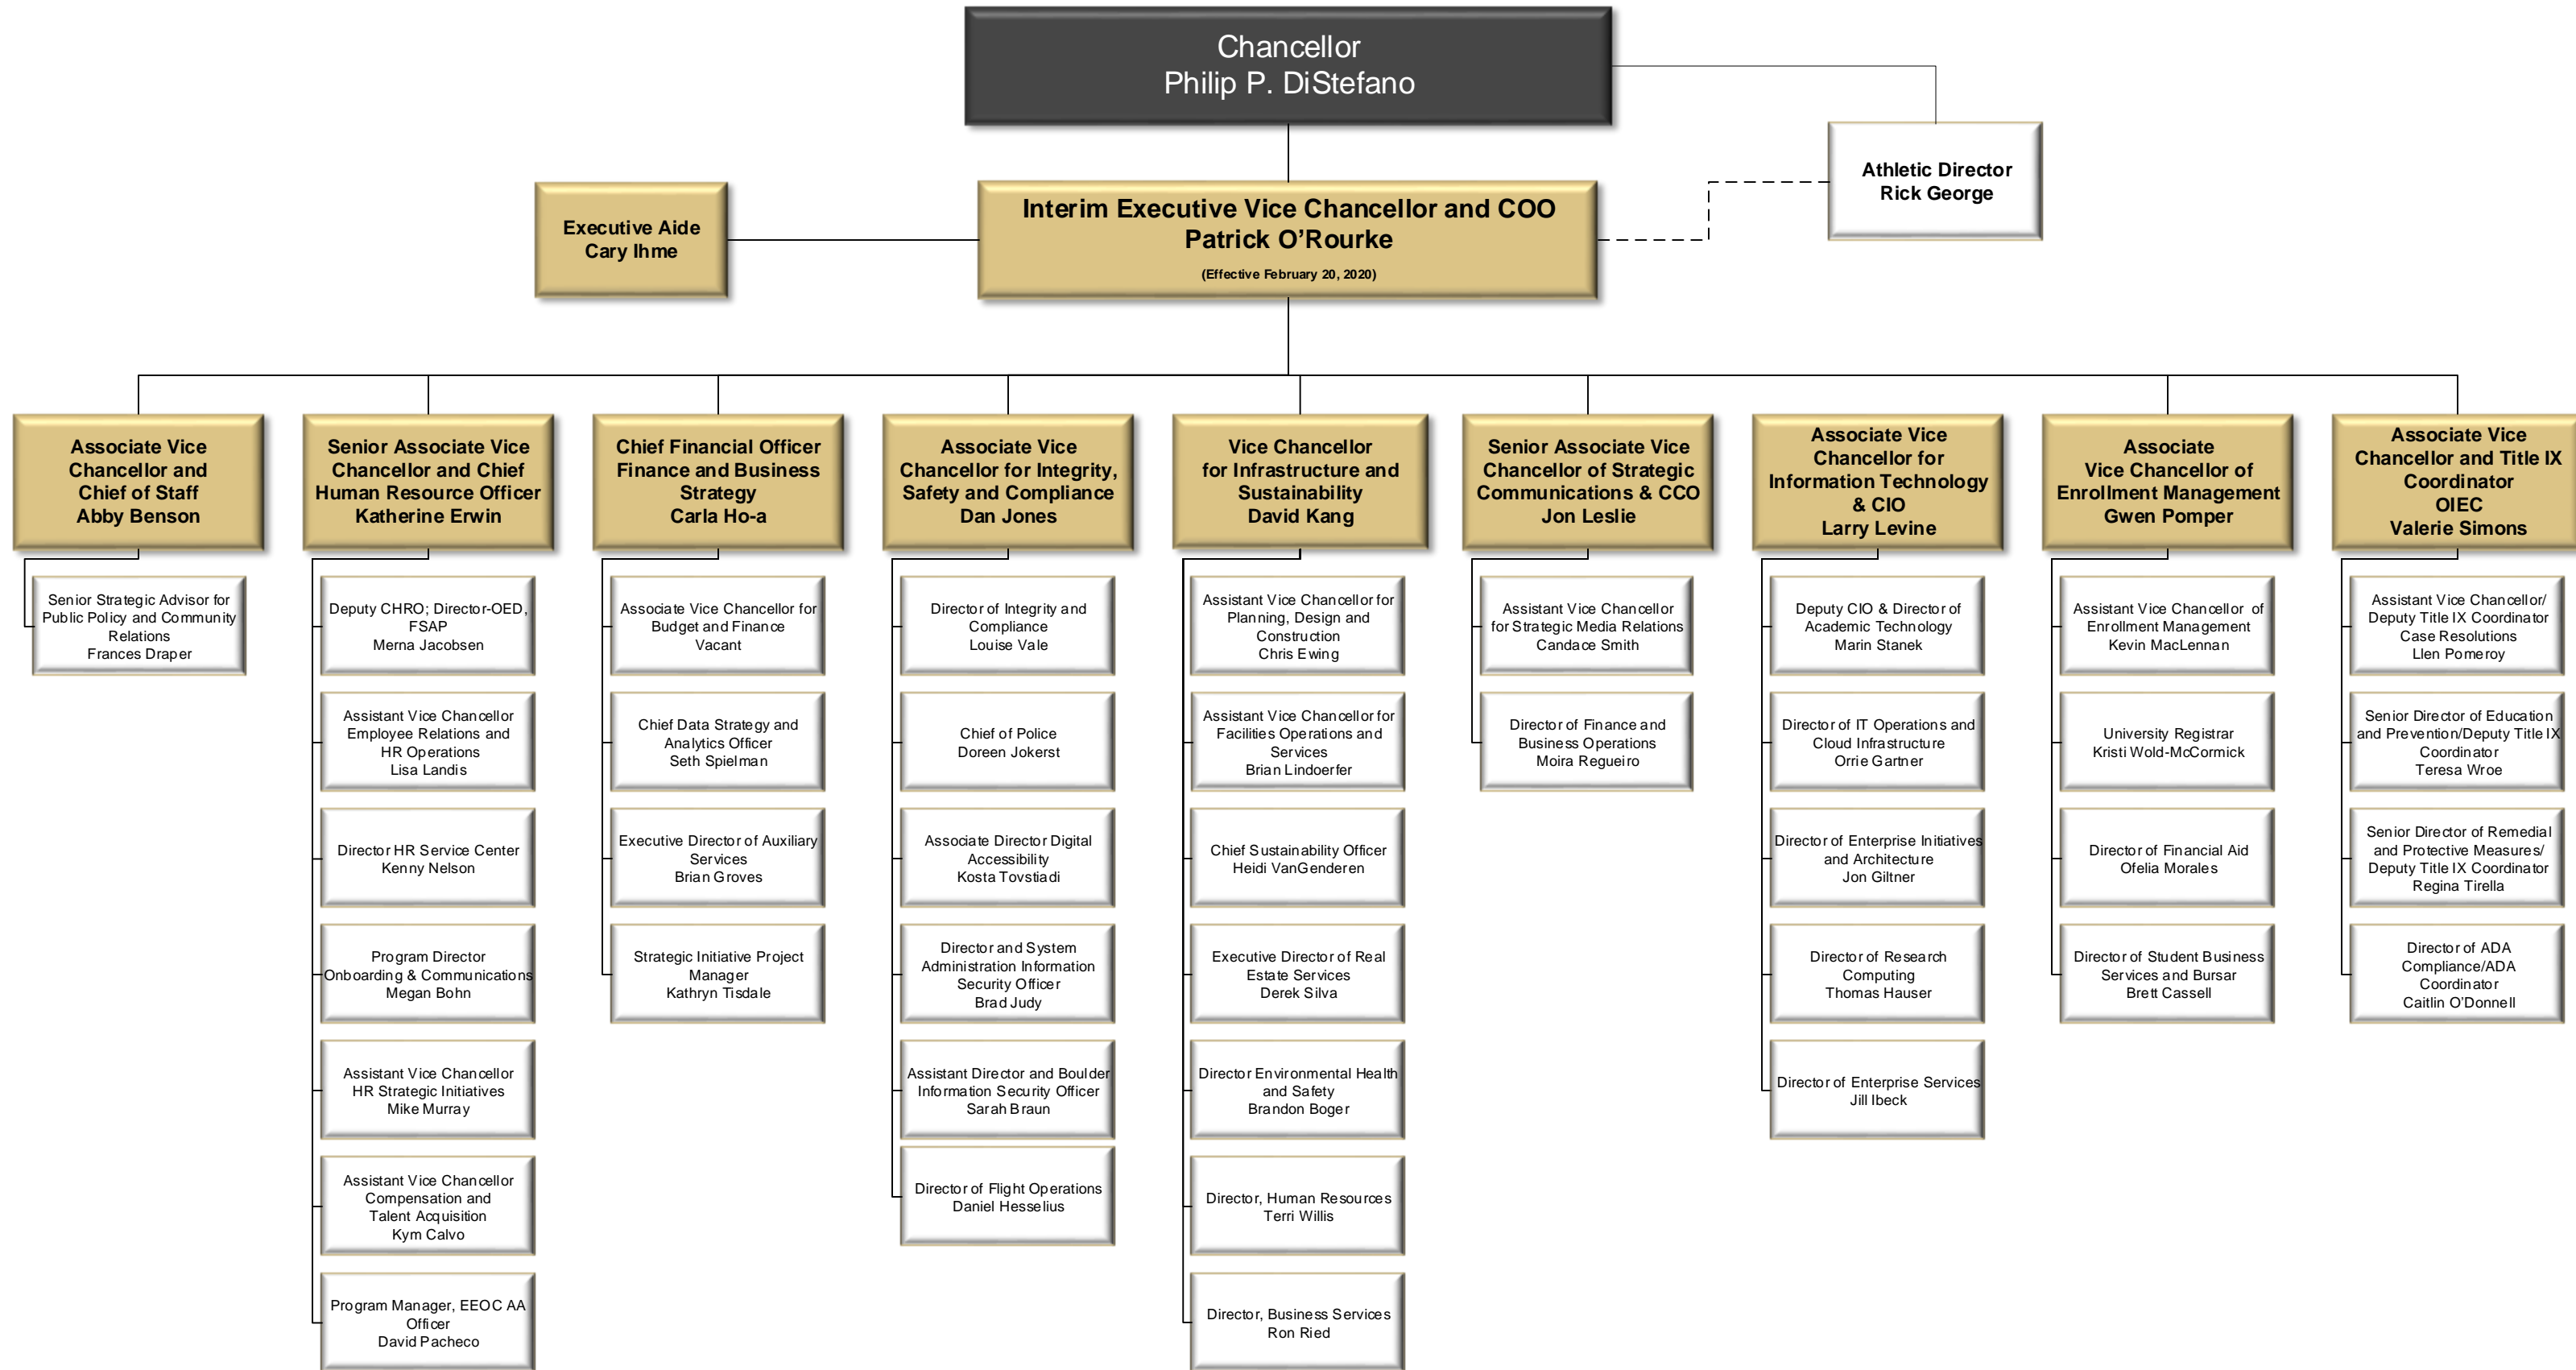 Chancellor
Philip P. DiStefano
Athletic Director
Rick George
Executive Aide
Cary Ihme
Interim Executive Vice Chancellor and COO
Patrick O’Rourke
(Effective February 20, 2020)
Associate Vice
Chancellor and
Chief of Staff
Abby Benson
Senior Strategic Advisor for
Public Policy and Community
Relations
Frances Draper
Senior Associate Vice
Chancellor and Chief
Human Resource Officer
Katherine Erwin
Deputy CHRO; Director-OED,
FSAP
Merna Jacobsen
Assistant Vice Chancellor
Employee Relations and
HR Operations
Lisa Landis
Director HR Service Center
Kenny Nelson
Program Director
Onboarding & Communications
Megan Bohn
Assistant Vice Chancellor
HR Strategic Initiatives
Mike Murray
Assistant Vice Chancellor
Compensation and
Talent Acquisition
Kym Calvo
Program Manager, EEOC AA
Officer
David Pacheco
Chief Financial Officer
Finance and Business
Strategy
Carla Ho-a
Associate Vice Chancellor for
Budget and Finance
Vacant
Chief Data Strategy and
Analytics Officer
Seth Spielman
Executive Director of Auxiliary
Services
Brian Groves
Strategic Initiative Project
Manager
Kathryn Tisdale
Associate Vice
Chancellor for Integrity,
Safety and Compliance
Dan Jones
Director of Integrity and
Compliance
Louise Vale
Chief of Police
Doreen Jokerst
Associate Director Digital
Accessibility
Kosta Tovstiadi
Director and System
Administration Information
Security Officer
Brad Judy
Assistant Director and Boulder
Information Security Officer
Sarah Braun
Director of Flight Operations
Daniel Hesselius
Vice Chancellor
for Infrastructure and
Sustainability
David Kang
Assistant Vice Chancellor for
Planning, Design and
Construction
Chris Ewing
Assistant Vice Chancellor for
Facilities Operations and
Services
Brian Lindoerfer
Chief Sustainability Officer
Heidi VanGenderen
Executive Director of Real
Estate Services
Derek Silva
Director Environmental Health
and Safety
Brandon Boger
Director, Human Resources
Terri Willis
Director, Business Services
Ron Ried
Senior Associate Vice
Chancellor of Strategic
Communications & CCO
Jon Leslie
Assistant Vice Chancellor
for Strategic Media Relations
Candace Smith
Director of Finance and
Business Operations
Moira Regueiro
Associate Vice
Chancellor for
Information Technology
& CIO
Larry Levine
Deputy CIO & Director of
Academic Technology
Marin Stanek
Director of IT Operations and
Cloud Infrastructure
Orrie Gartner
Director of Enterprise Initiatives
and Architecture
Jon Giltner
Director of Research
Computing
Thomas Hauser
Director of Enterprise Services
Jill Ibeck
Associate
Vice Chancellor of
Enrollment Management
Gwen Pomper
Assistant Vice Chancellor of
Enrollment Management
Kevin MacLennan
University Registrar
Kristi Wold-McCormick
Director of Financial Aid
Ofelia Morales
Director of Student Business
Services and Bursar
Brett Cassell
Associate Vice
Chancellor and Title IX
Coordinator
OIEC
Valerie Simons
Assistant Vice Chancellor/
Deputy Title IX Coordinator
Case Resolutions
Llen Pomeroy
Senior Director of Education
and Prevention/Deputy Title IX
Coordinator
Teresa Wroe
Senior Director of Remedial
and Protective Measures/
Deputy Title IX Coordinator
Regina Tirella
Director of ADA
Compliance/ADA
Coordinator
Caitlin O’Donnell